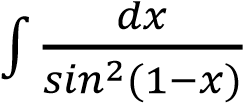 ∫ dx / sin²(1−x)